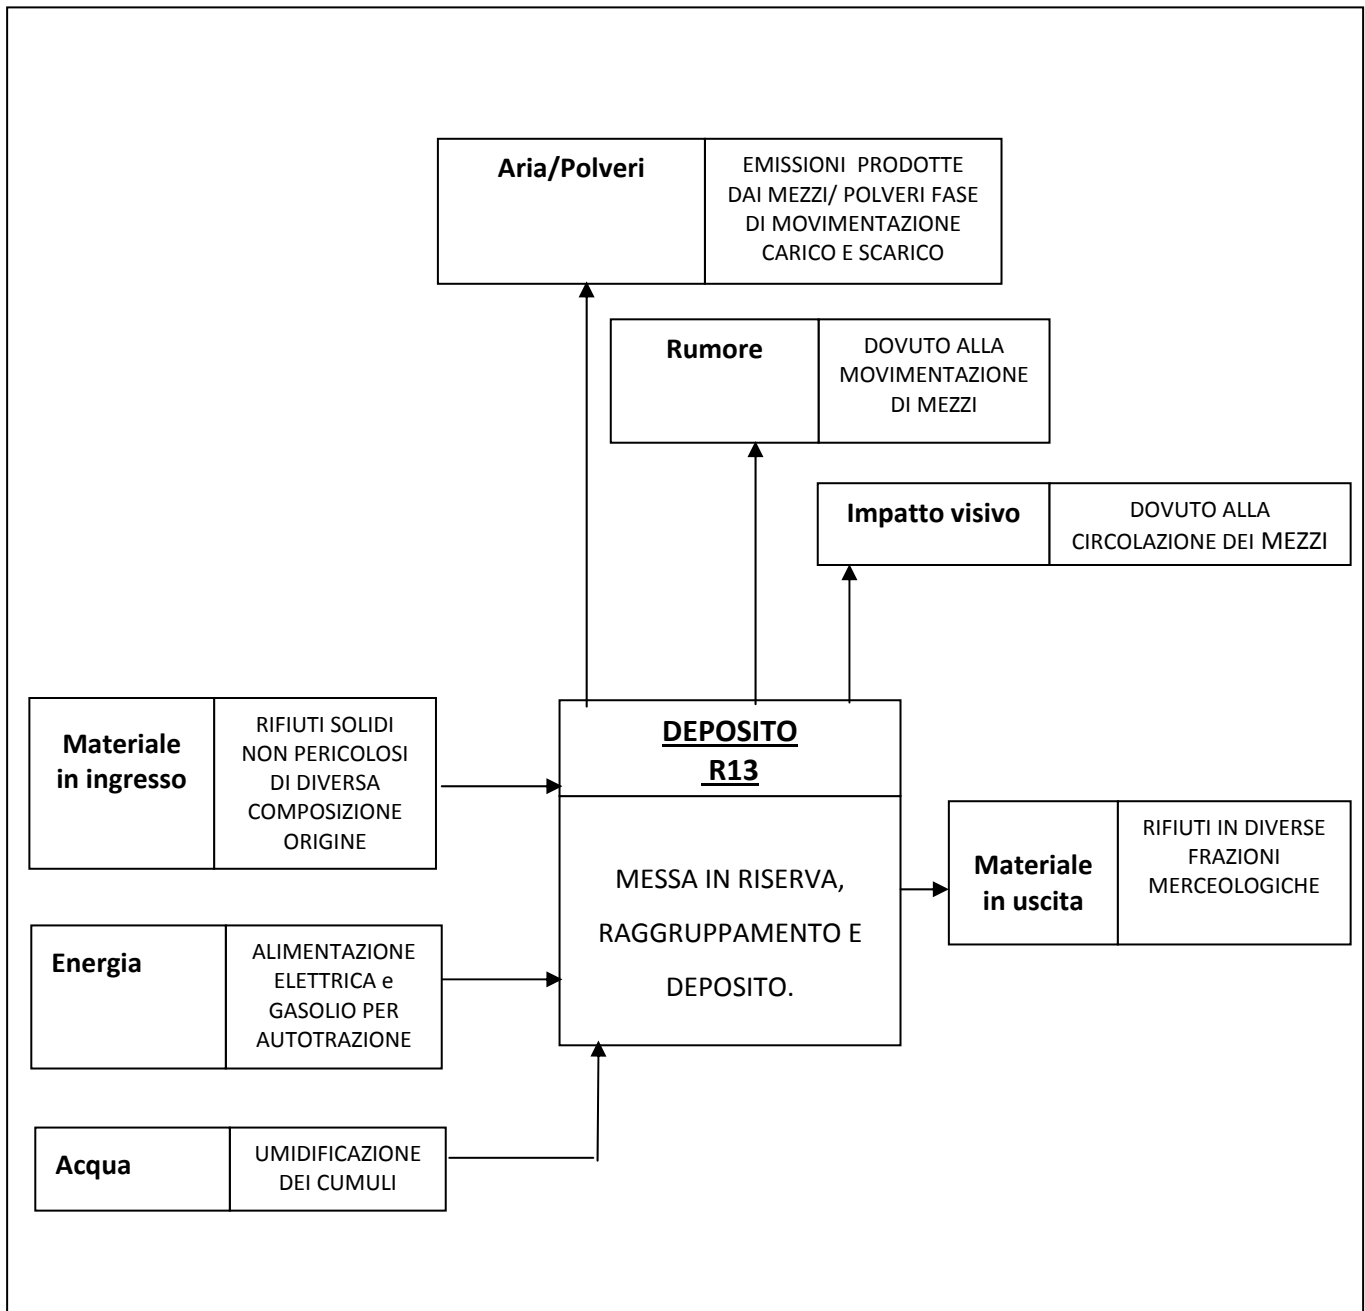 Aria/Polveri
EMISSIONI PRODOTTE
DAI MEZZI/ POLVERI FASE
DI MOVIMENTAZIONE
CARICO E SCARICO
Rumore
DOVUTO ALLA
MOVIMENTAZIONE
DI MEZZI
Impatto visivo
DOVUTO ALLA
CIRCOLAZIONE DEI MEZZI
Materiale
in ingresso
RIFIUTI SOLIDI
NON PERICOLOSI
DI DIVERSA
COMPOSIZIONE
ORIGINE
DEPOSITO
R13
MESSA IN RISERVA,
RAGGRUPPAMENTO E
DEPOSITO.
Materiale
in uscita
RIFIUTI IN DIVERSE
FRAZIONI
MERCEOLOGICHE
Energia
ALIMENTAZIONE
ELETTRICA e
GASOLIO PER
AUTOTRAZIONE
Acqua
UMIDIFICAZIONE
DEI CUMULI